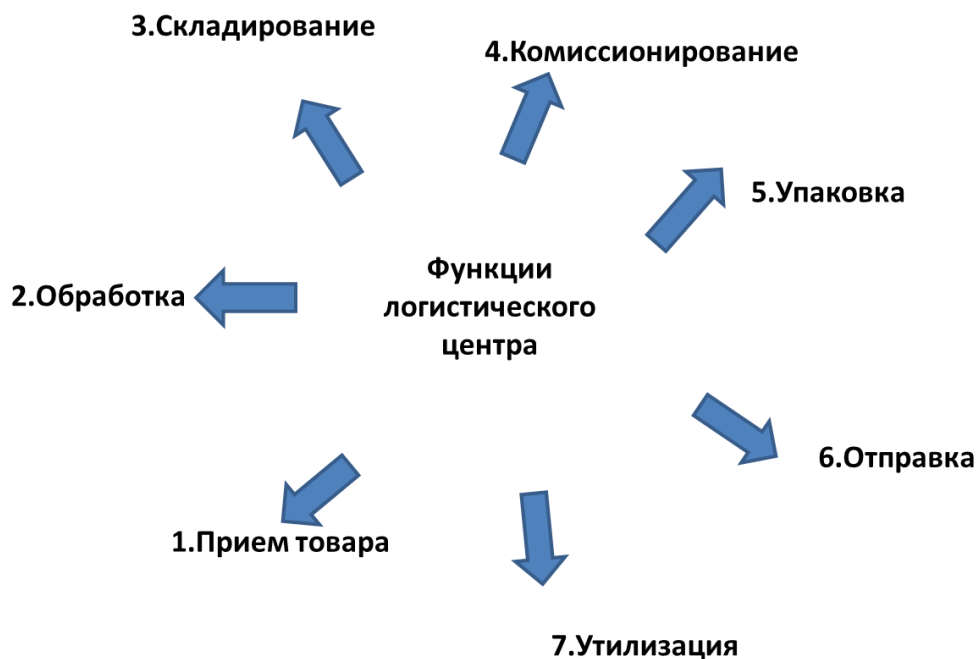 3.Складирование
4.Комиссионирование
5.Упаковка
2.Обработка
Функции
логистического
центра
6.Отправка
1.Прием товара
7.Утилизация